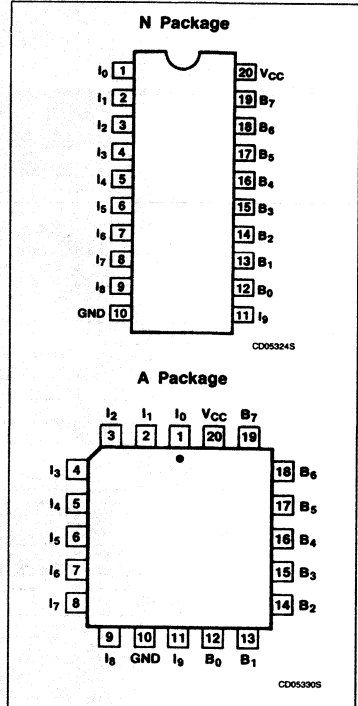 N Package
I0 1 20 VCC
I1 2 19 B7
I2 3 18 B6
I3 4 17 B5
I4 5 16 B4
I5 6 15 B3
I6 7 14 B2
I7 8 13 B1
I8 9 12 B0
GND 10 11 I9
CD05324S
A Package
I2 I1 I0 VCC B7
3 2 1 20 19
I3 4 18 B6
I4 5 17 B5
I5 6 16 B4
I6 7 15 B3
I7 8 14 B2
9 10 11 12 13
I8 GND I9 B0 B1
CD05330S